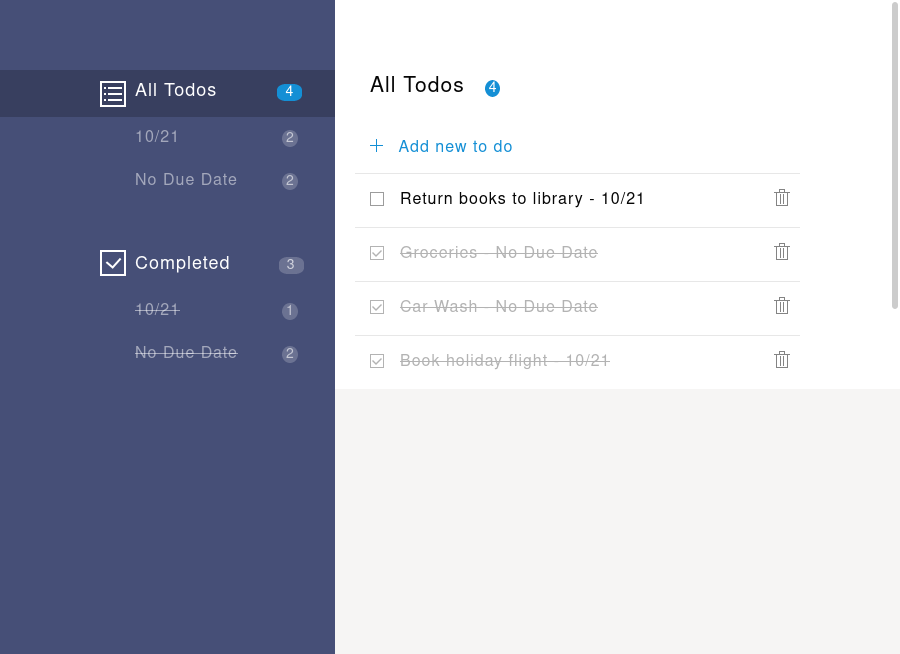 All Todos 4
10/21 2
No Due Date 2
Completed 3
10/21 1
No Due Date 2
All Todos 4
+ Add new to do
Return books to library - 10/21
Groceries - No Due Date
Car Wash - No Due Date
Book holiday flight - 10/21